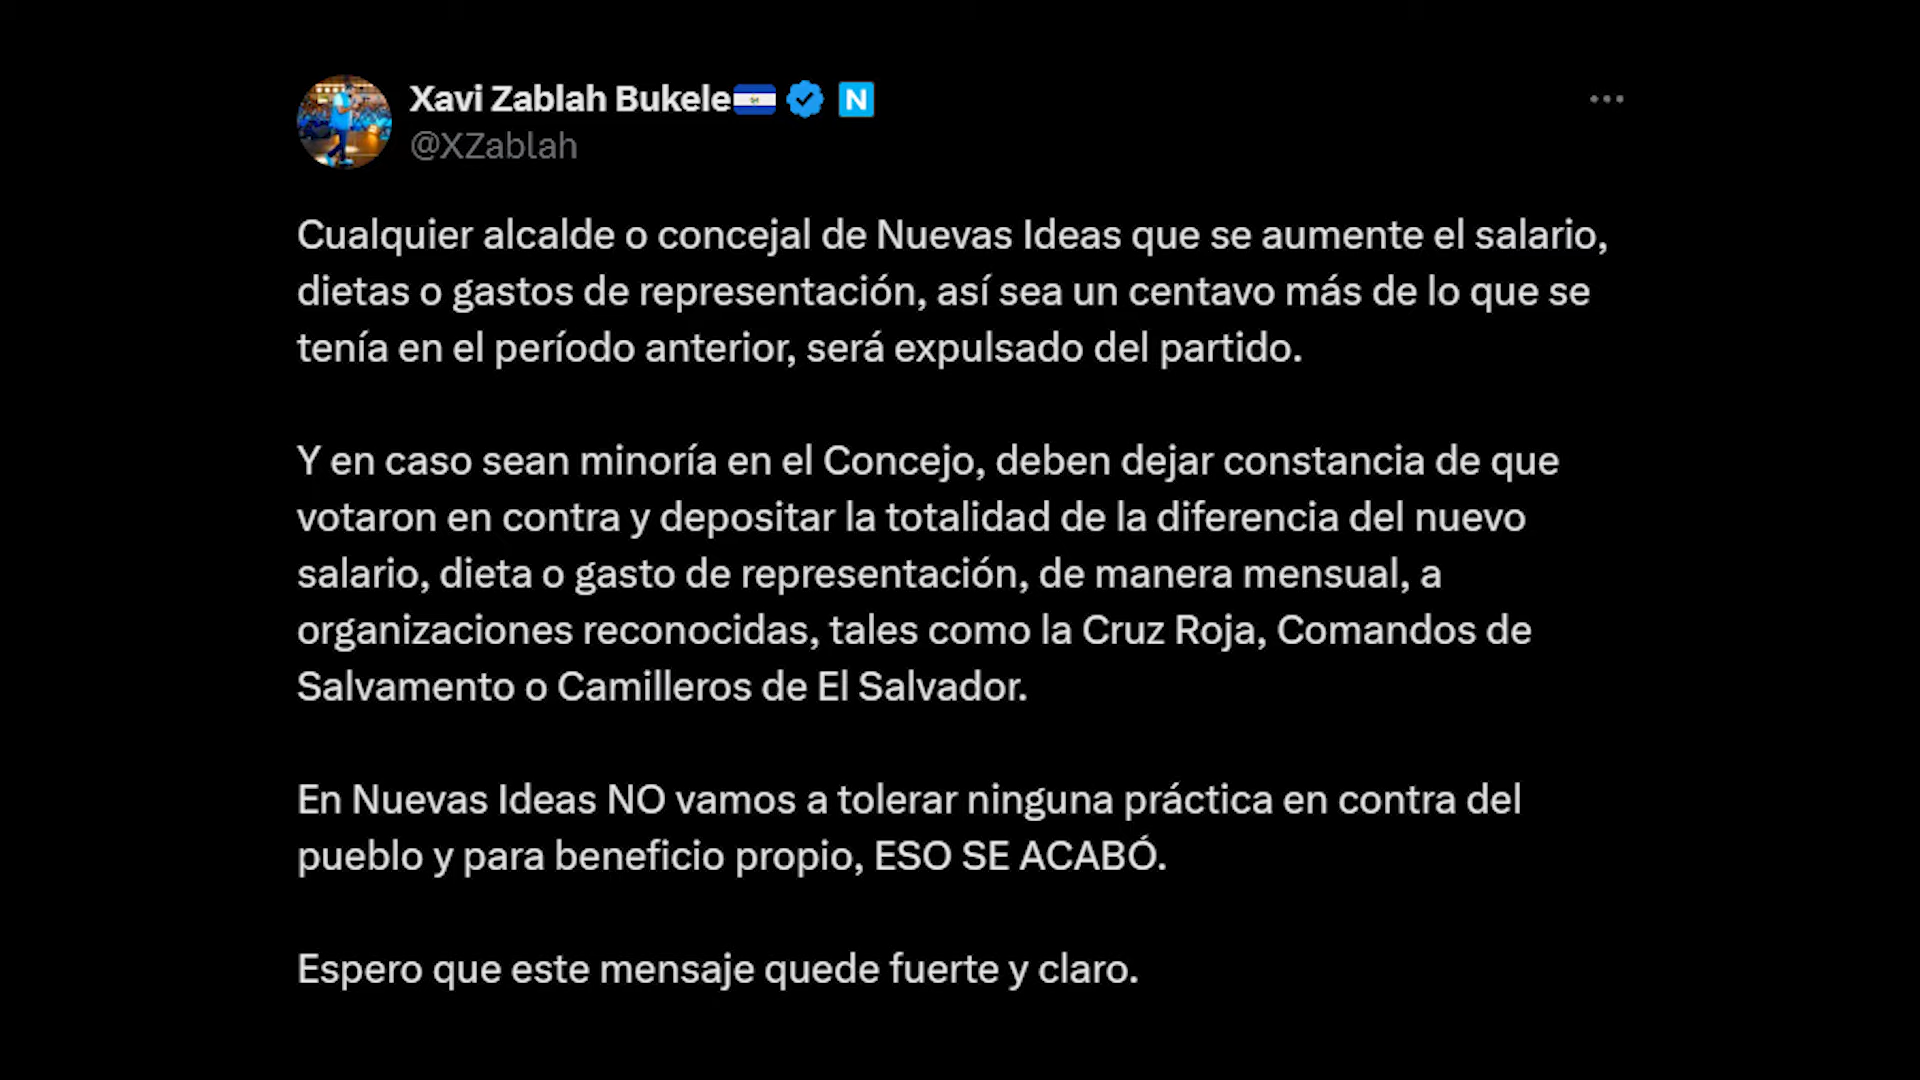 Xavi Zablah Bukele N
@XZablah
Cualquier alcalde o concejal de Nuevas Ideas que se aumente el salario,
dietas o gastos de representación, así sea un centavo más de lo que se
tenía en el período anterior, será expulsado del partido.
Y en caso sean minoría en el Concejo, deben dejar constancia de que
votaron en contra y depositar la totalidad de la diferencia del nuevo
salario, dieta o gasto de representación, de manera mensual, a
organizaciones reconocidas, tales como la Cruz Roja, Comandos de
Salvamento o Camilleros de El Salvador.
En Nuevas Ideas NO vamos a tolerar ninguna práctica en contra del
pueblo y para beneficio propio, ESO SE ACABÓ.
Espero que este mensaje quede fuerte y claro.